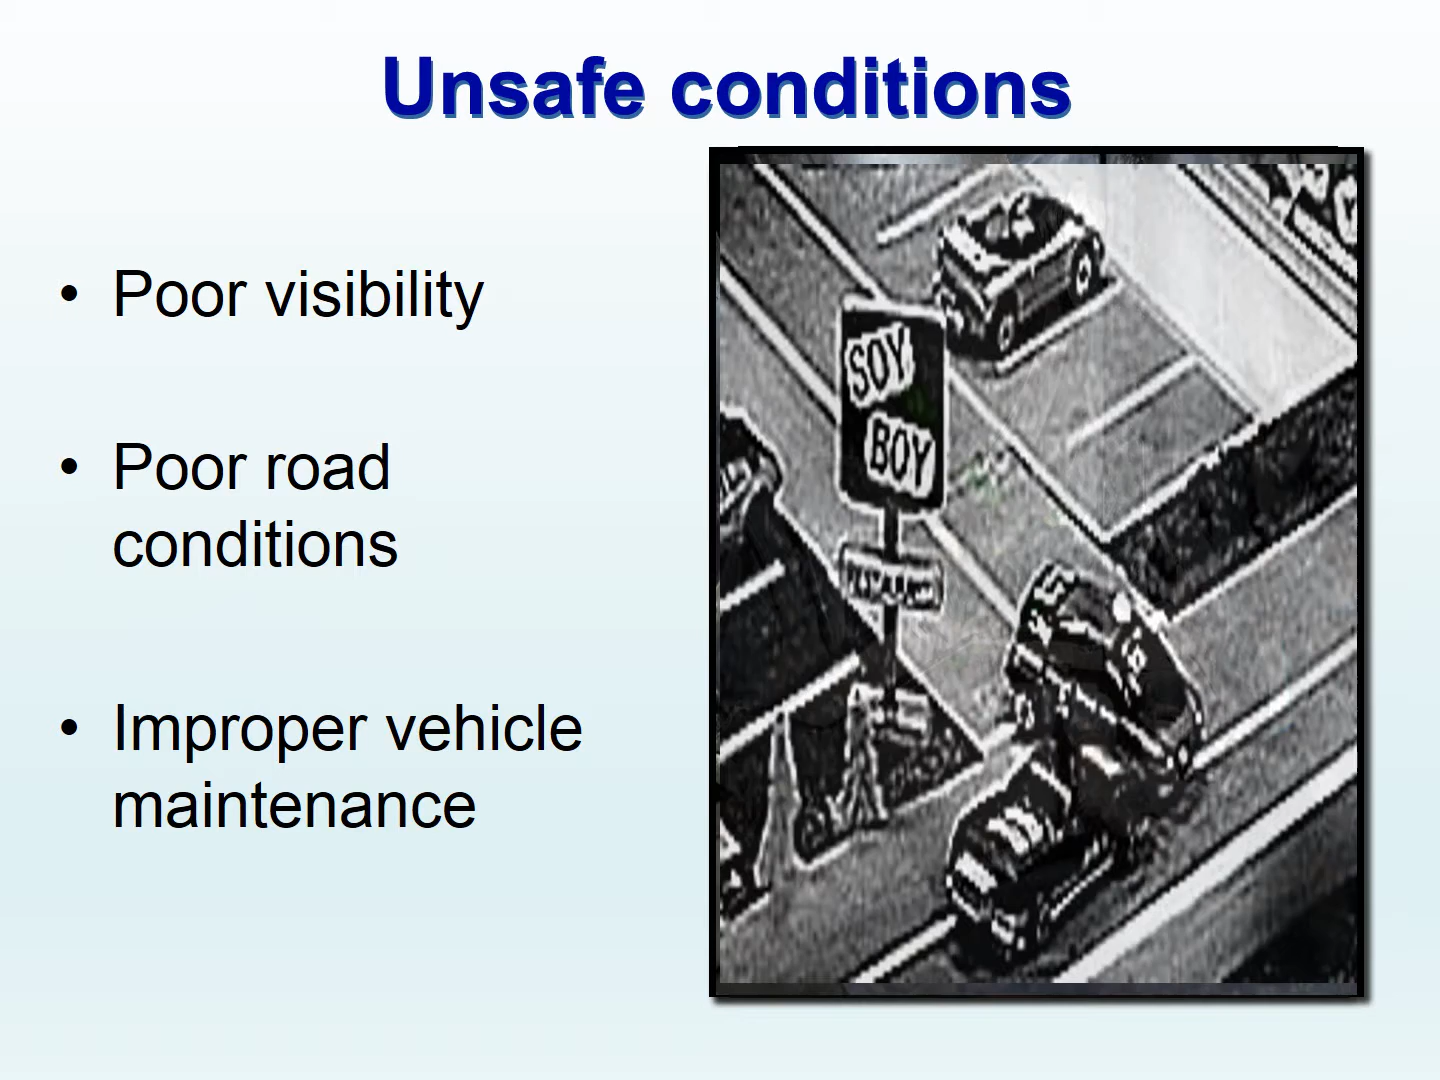 Unsafe conditions
• Poor visibility
• Poor road
conditions
• Improper vehicle
maintenance
SOY
BOY